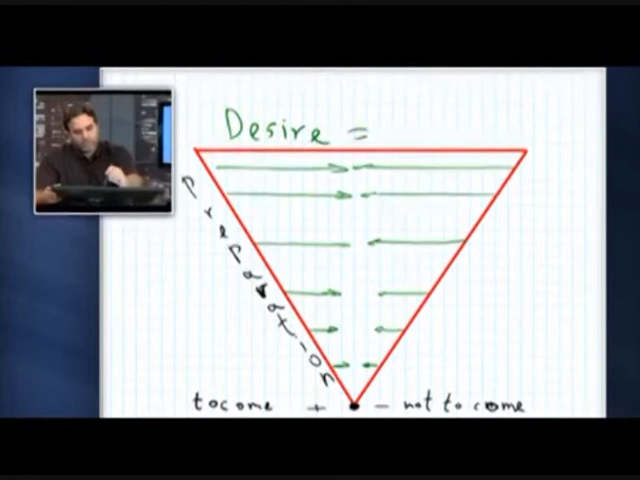 Desire =
preparation
to come + - not to come